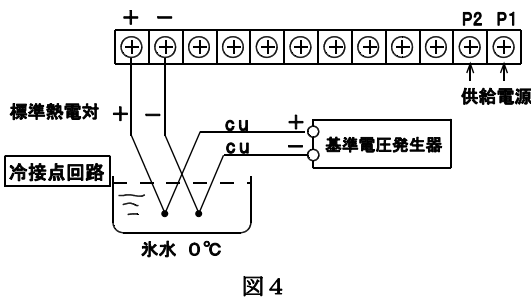 + − P2 P1
供給電源
標準熱電対 + −
cu +
cu −
基準電圧発生器
冷接点回路
氷水 0℃
図4